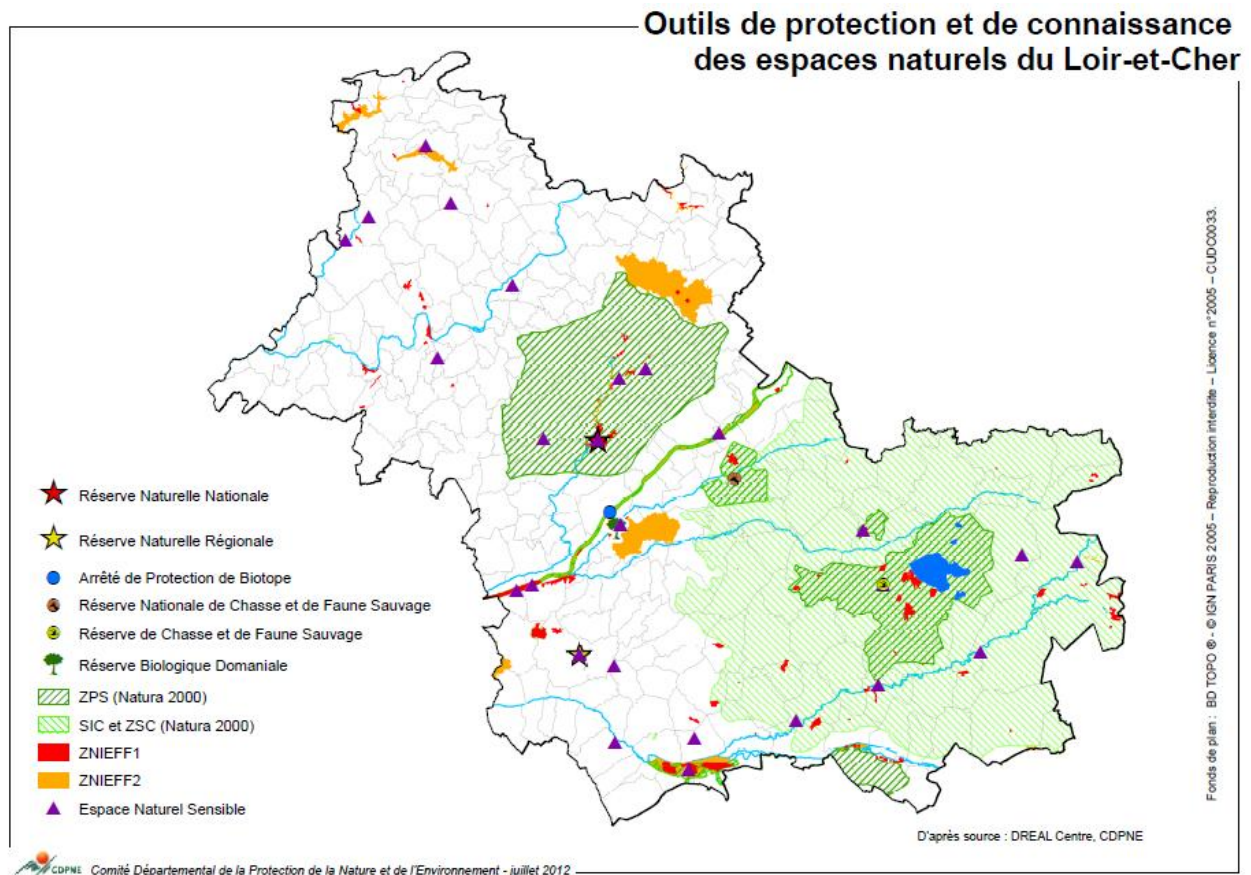 Outils de protection et de connaissance
des espaces naturels du Loir-et-Cher
Réserve Naturelle Nationale
Réserve Naturelle Régionale
Arrêté de Protection de Biotope
Réserve Nationale de Chasse et de Faune Sauvage
Réserve de Chasse et de Faune Sauvage
Réserve Biologique Domaniale
ZPS (Natura 2000)
SIC et ZSC (Natura 2000)
ZNIEFF1
ZNIEFF2
Espace Naturel Sensible
Fonds de plan : BD TOPO ® - © IGN PARIS 2005 – Reproduction interdite – Licence n°2005 – CUDC0033.
D'après source : DREAL Centre, CDPNE
CDPNE Comité Départemental de la Protection de la Nature et de l'Environnement - juillet 2012